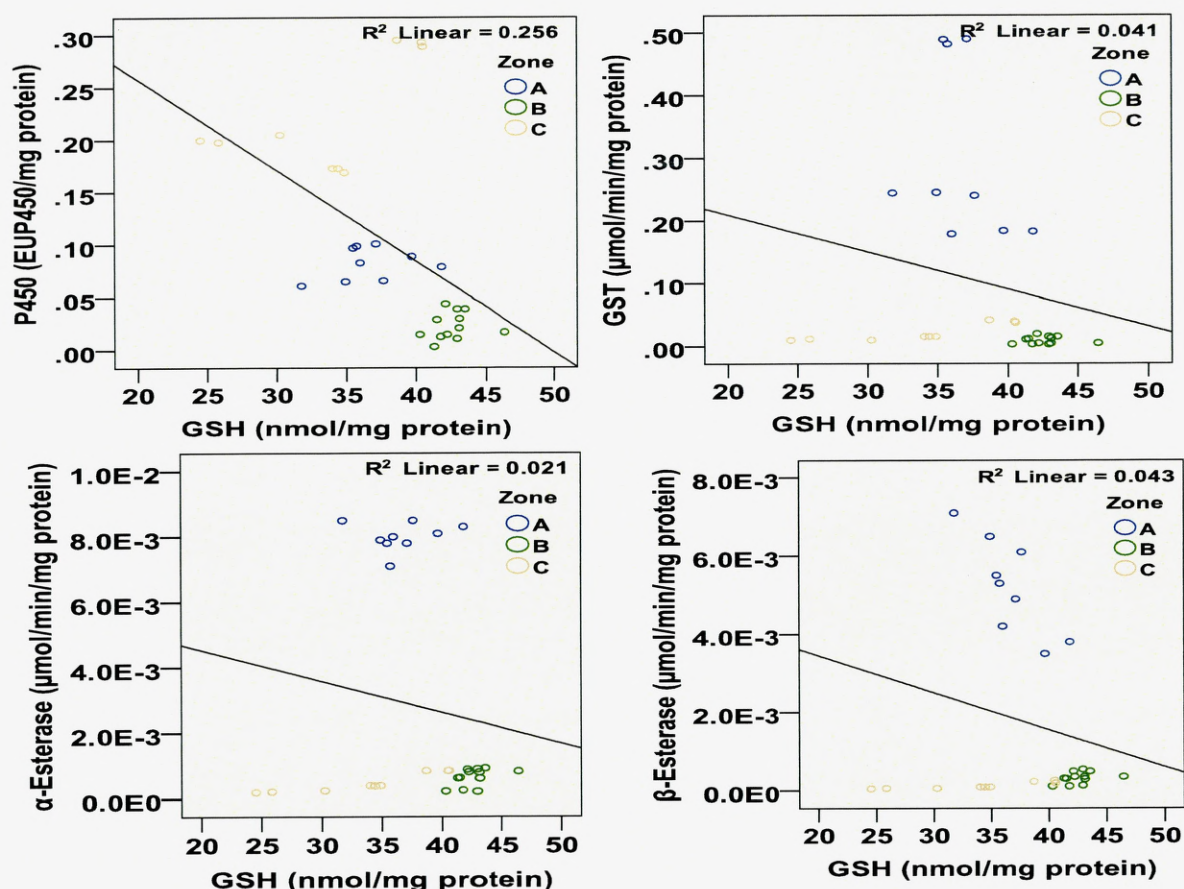 R² Linear = 0.256
Zone
A
B
C
P450 (EUP450/mg protein)
.30
.25
.20
.15
.10
.05
.00
20 25 30 35 40 45 50
GSH (nmol/mg protein)
R² Linear = 0.041
Zone
A
B
C
GST (µmol/min/mg protein)
.50
.40
.30
.20
.10
.00
20 25 30 35 40 45 50
GSH (nmol/mg protein)
R² Linear = 0.021
Zone
A
B
C
α-Esterase (µmol/min/mg protein)
1.0E-2
8.0E-3
6.0E-3
4.0E-3
2.0E-3
0.0E0
20 25 30 35 40 45 50
GSH (nmol/mg protein)
R² Linear = 0.043
Zone
A
B
C
β-Esterase (µmol/min/mg protein)
8.0E-3
6.0E-3
4.0E-3
2.0E-3
0.0E0
20 25 30 35 40 45 50
GSH (nmol/mg protein)